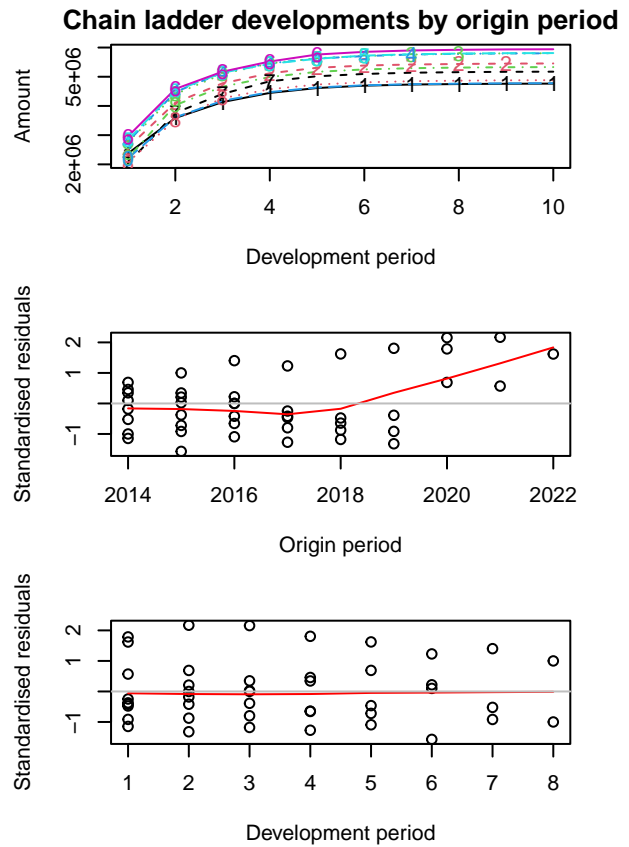 Chain ladder developments by origin period
Amount
5e+06
2e+06
2 4 6 8 10
Development period
Standardised residuals
2
1
−1
2014 2016 2018 2020 2022
Origin period
Standardised residuals
2
1
−1
1 2 3 4 5 6 7 8
Development period